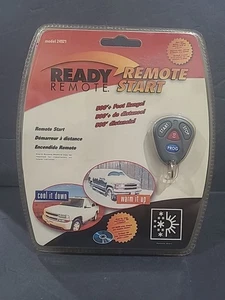 READY
REMOTE
REMOTE
START
500's Foot Range!
500's de distance!
500' distancia!
START
STOP
PROG
Remote Start
Démarreur à distance
Encendido Remoto
cool it down
warm it up